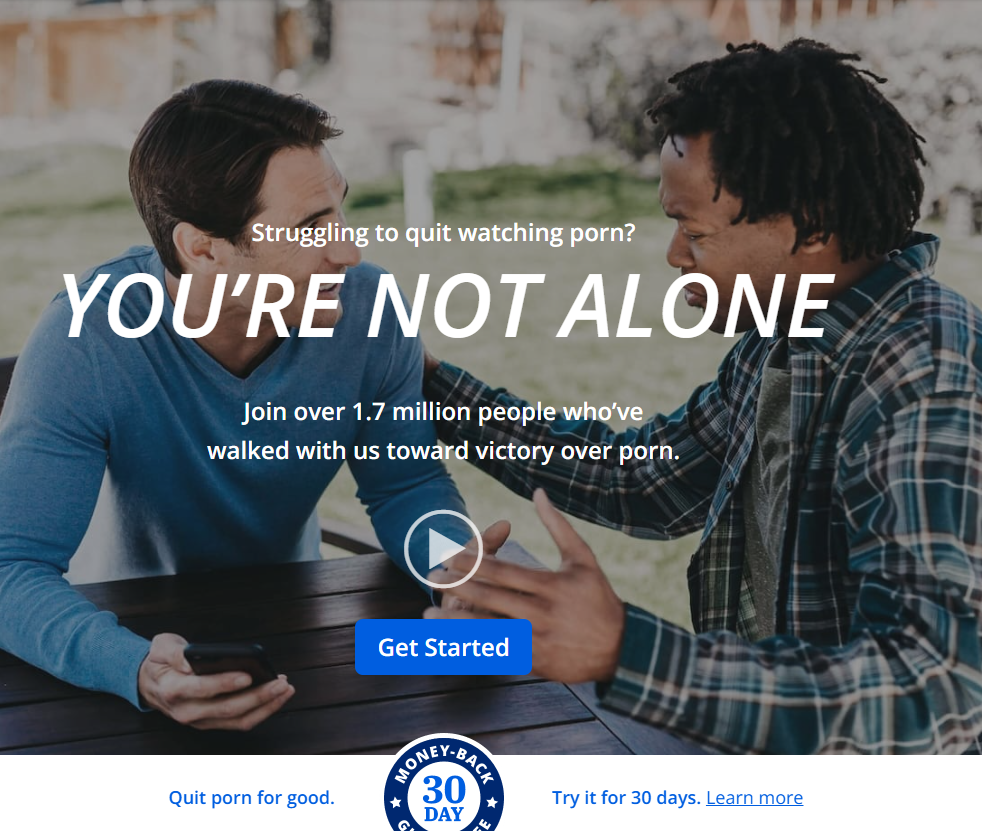 Struggling to quit watching porn?
YOU'RE NOT ALONE
Join over 1.7 million people who've
walked with us toward victory over porn.
Get Started
Quit porn for good.
MONEY-BACK
30
DAY
Try it for 30 days. Learn more